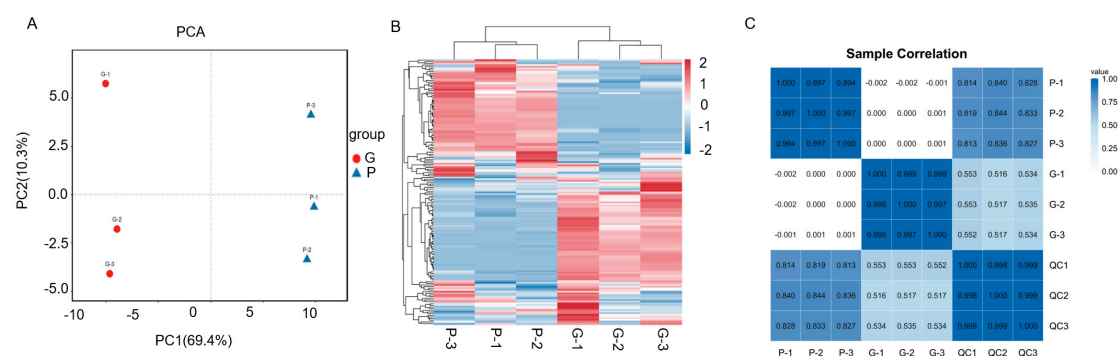 A
PCA
G-1
P-3
P-1
G-2
P-2
G-3
5.0
2.5
0.0
-2.5
-5.0
-10
-5
0
5
10
PC2(10.3%)
PC1(69.4%)
group
G
P
B
2
1
0
-1
-2
P-3
P-1
P-2
G-1
G-2
G-3
C
Sample Correlation
1.000 0.997 0.994 -0.002 -0.002 -0.001 0.814 0.840 0.828 P-1
0.997 1.000 0.997 0.000 0.000 0.001 0.819 0.844 0.833 P-2
0.994 0.997 1.000 0.000 0.000 0.001 0.813 0.836 0.827 P-3
-0.002 0.000 0.000 1.000 0.999 0.999 0.553 0.516 0.534 G-1
-0.002 0.000 0.000 0.999 1.000 0.997 0.553 0.517 0.535 G-2
-0.001 0.001 0.001 0.999 0.997 1.000 0.552 0.517 0.534 G-3
0.814 0.819 0.813 0.553 0.553 0.552 1.000 0.998 0.999 QC1
0.840 0.844 0.836 0.516 0.517 0.517 0.998 1.000 0.999 QC2
0.828 0.833 0.827 0.534 0.535 0.534 0.999 0.999 1.000 QC3
P-1 P-2 P-3 G-1 G-2 G-3 QC1 QC2 QC3
value
1.00
0.75
0.50
0.25
0.00